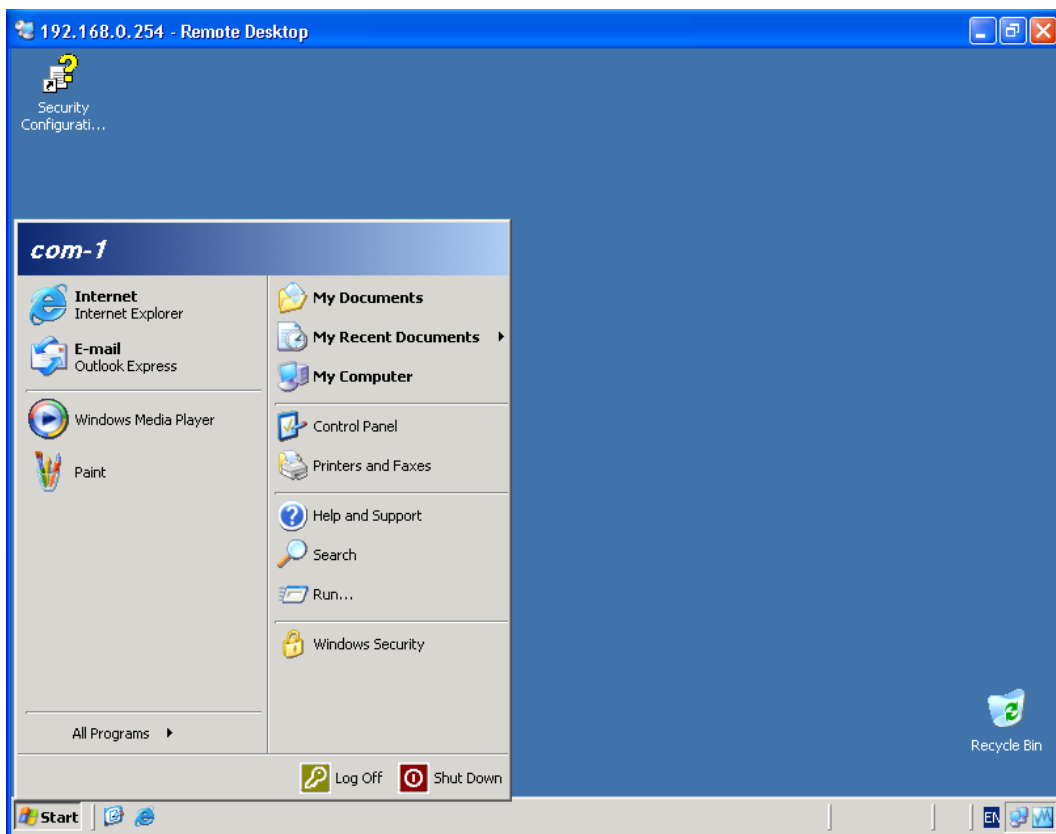 192.168.0.254 - Remote Desktop
Security
Configurati...
com-1
Internet
Internet Explorer
E-mail
Outlook Express
Windows Media Player
Paint
All Programs
My Documents
My Recent Documents
My Computer
Control Panel
Printers and Faxes
Help and Support
Search
Run...
Windows Security
Log Off
Shut Down
Recycle Bin
Start
EN